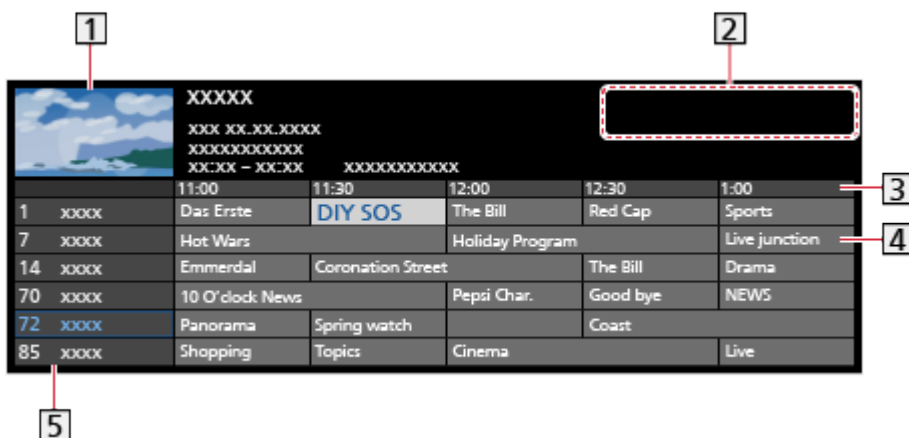 1
2
XXXXX
XXX XX.XX.XXXX
XXXXXXXXXXX
XX:XX – XX:XX XXXXXXXXXXX
11:00 11:30 12:00 12:30 1:00
3
1 XXXX Das Erste DIY SOS The Bill Red Cap Sports
7 XXXX Hot Wars Holiday Program Live junction
4
14 XXXX Emmerdal Coronation Street The Bill Drama
70 XXXX 10 O'clock News Pepsi Char. Good bye NEWS
72 XXXX Panorama Spring watch Coast
85 XXXX Shopping Topics Cinema Live
5